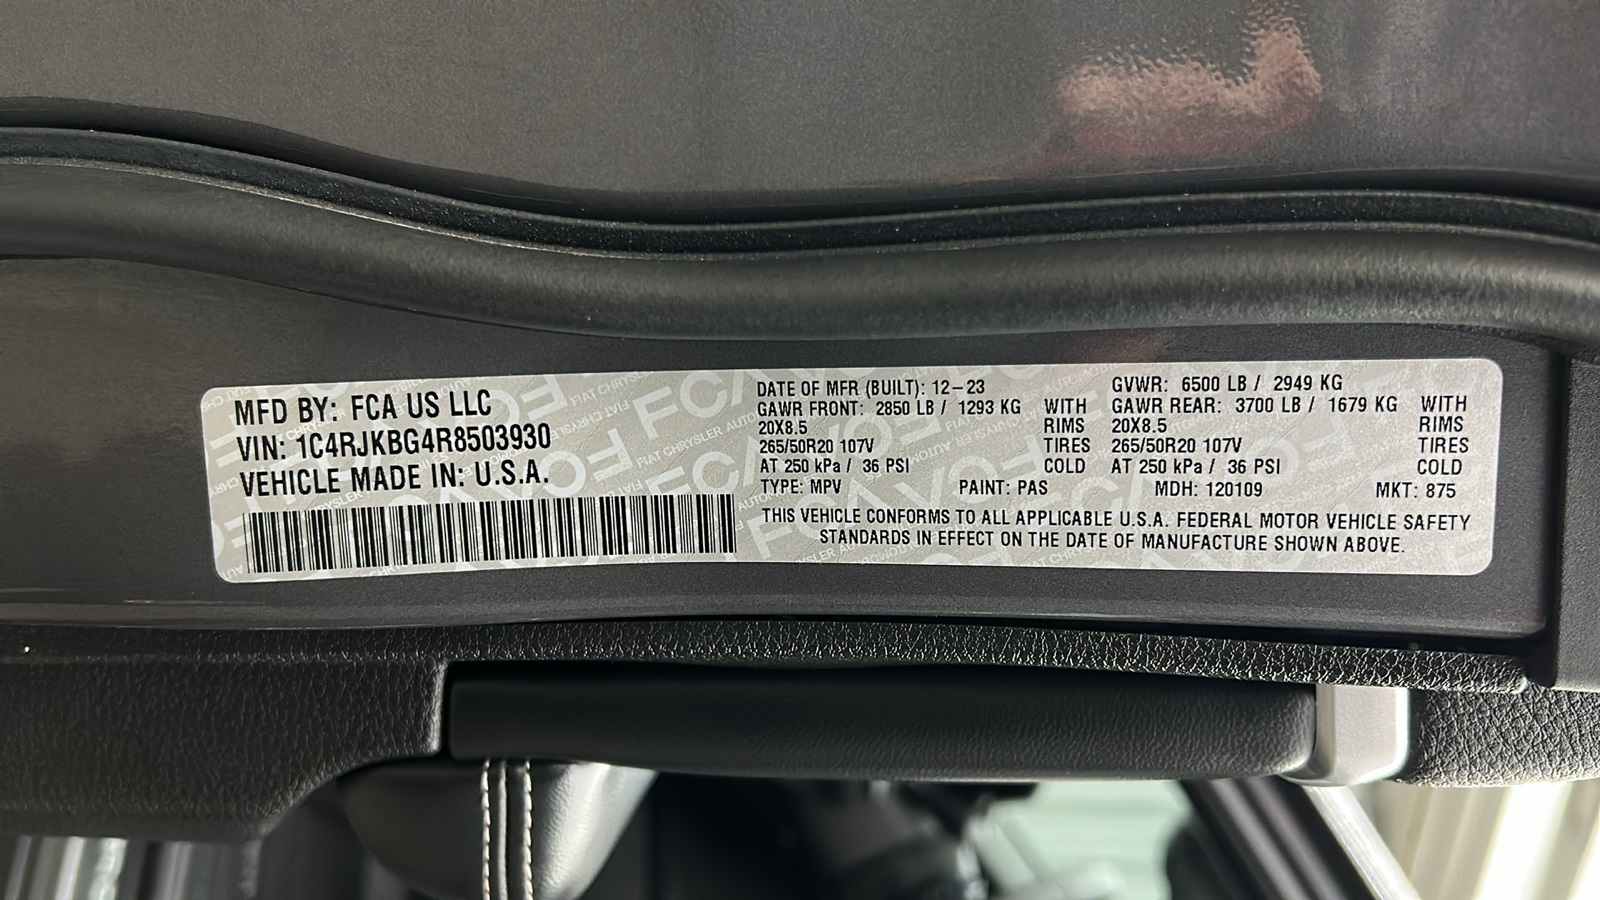 MFD BY: FCA US LLC
VIN: 1C4RJKBG4R8503930
VEHICLE MADE IN: U.S.A.
DATE OF MFR (BUILT): 12-23
GAWR FRONT: 2850 LB / 1293 KG WITH
20X8.5 RIMS
265/50R20 107V TIRES
AT 250 kPa / 36 PSI COLD
GVWR: 6500 LB / 2949 KG
GAWR REAR: 3700 LB / 1679 KG WITH
20X8.5 RIMS
265/50R20 107V TIRES
AT 250 kPa / 36 PSI COLD
TYPE: MPV PAINT: PAS MDH: 120109 MKT: 875
THIS VEHICLE CONFORMS TO ALL APPLICABLE U.S.A. FEDERAL MOTOR VEHICLE SAFETY
STANDARDS IN EFFECT ON THE DATE OF MANUFACTURE SHOWN ABOVE.